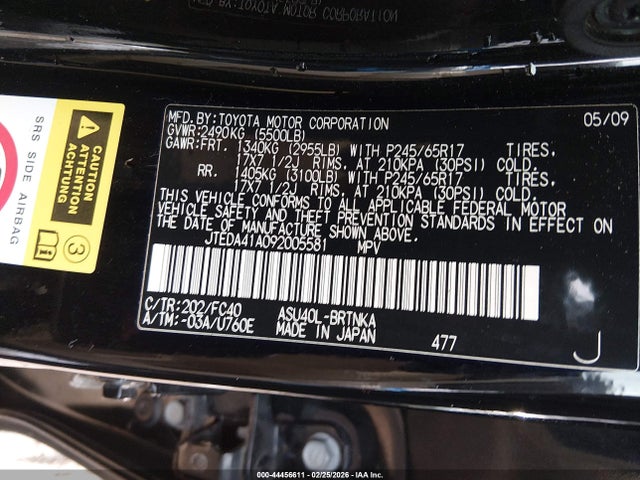 MFD.BY:TOYOTA MOTOR CORPORATION 05/09
GVWR:2490KG (5500LB)
GAWR:FRT. 1340KG (2955LB) WITH P245/65R17 TIRES,
17X7 1/2J RIMS, AT 210KPA (30PSI) COLD.
RR. 1405KG (3100LB) WITH P245/65R17 TIRES,
17X7 1/2J RIMS, AT 210KPA (30PSI) COLD.
THIS VEHICLE CONFORMS TO ALL APPLICABLE FEDERAL MOTOR
VEHICLE SAFETY AND THEFT PREVENTION STANDARDS IN EFFECT ON
THE DATE OF MANUFACTURE SHOWN ABOVE.
JTEDA41A092005581 MPV
C/TR:202/FC40 ASU40L-BRTNKA
A/TM:-03A/U760E MADE IN JAPAN 477
J
SRS SIDE AIRBAG
Caution
Attention
Achtung
3
000-44456611 - 02/25/2026 - IAA Inc.